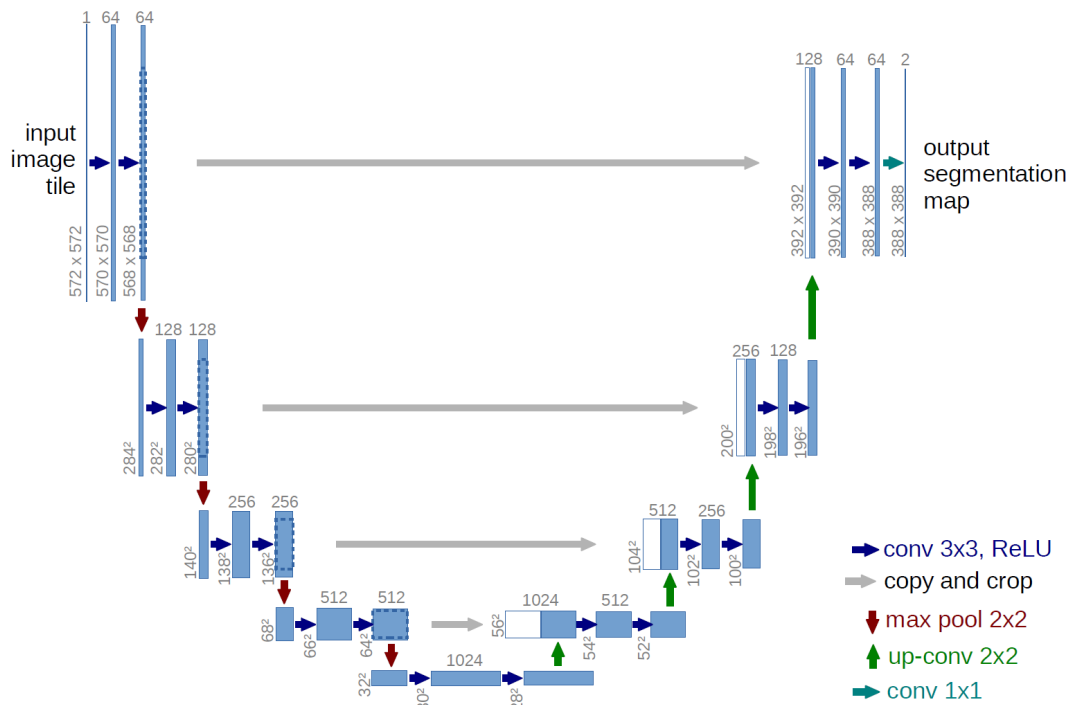 1 64 64
128 64 64 2
input
image
tile
output
segmentation
map
572 x 572
570 x 570
568 x 568
392 x 392
390 x 390
388 x 388
388 x 388
128 128
256 128
284²
282²
280²
200²
198²
196²
256 256
512 256
140²
138²
136²
104²
102²
100²
512 512
1024 512
68²
66²
64²
56²
54²
52²
1024
32²
conv 3x3, ReLU
copy and crop
max pool 2x2
up-conv 2x2
conv 1x1